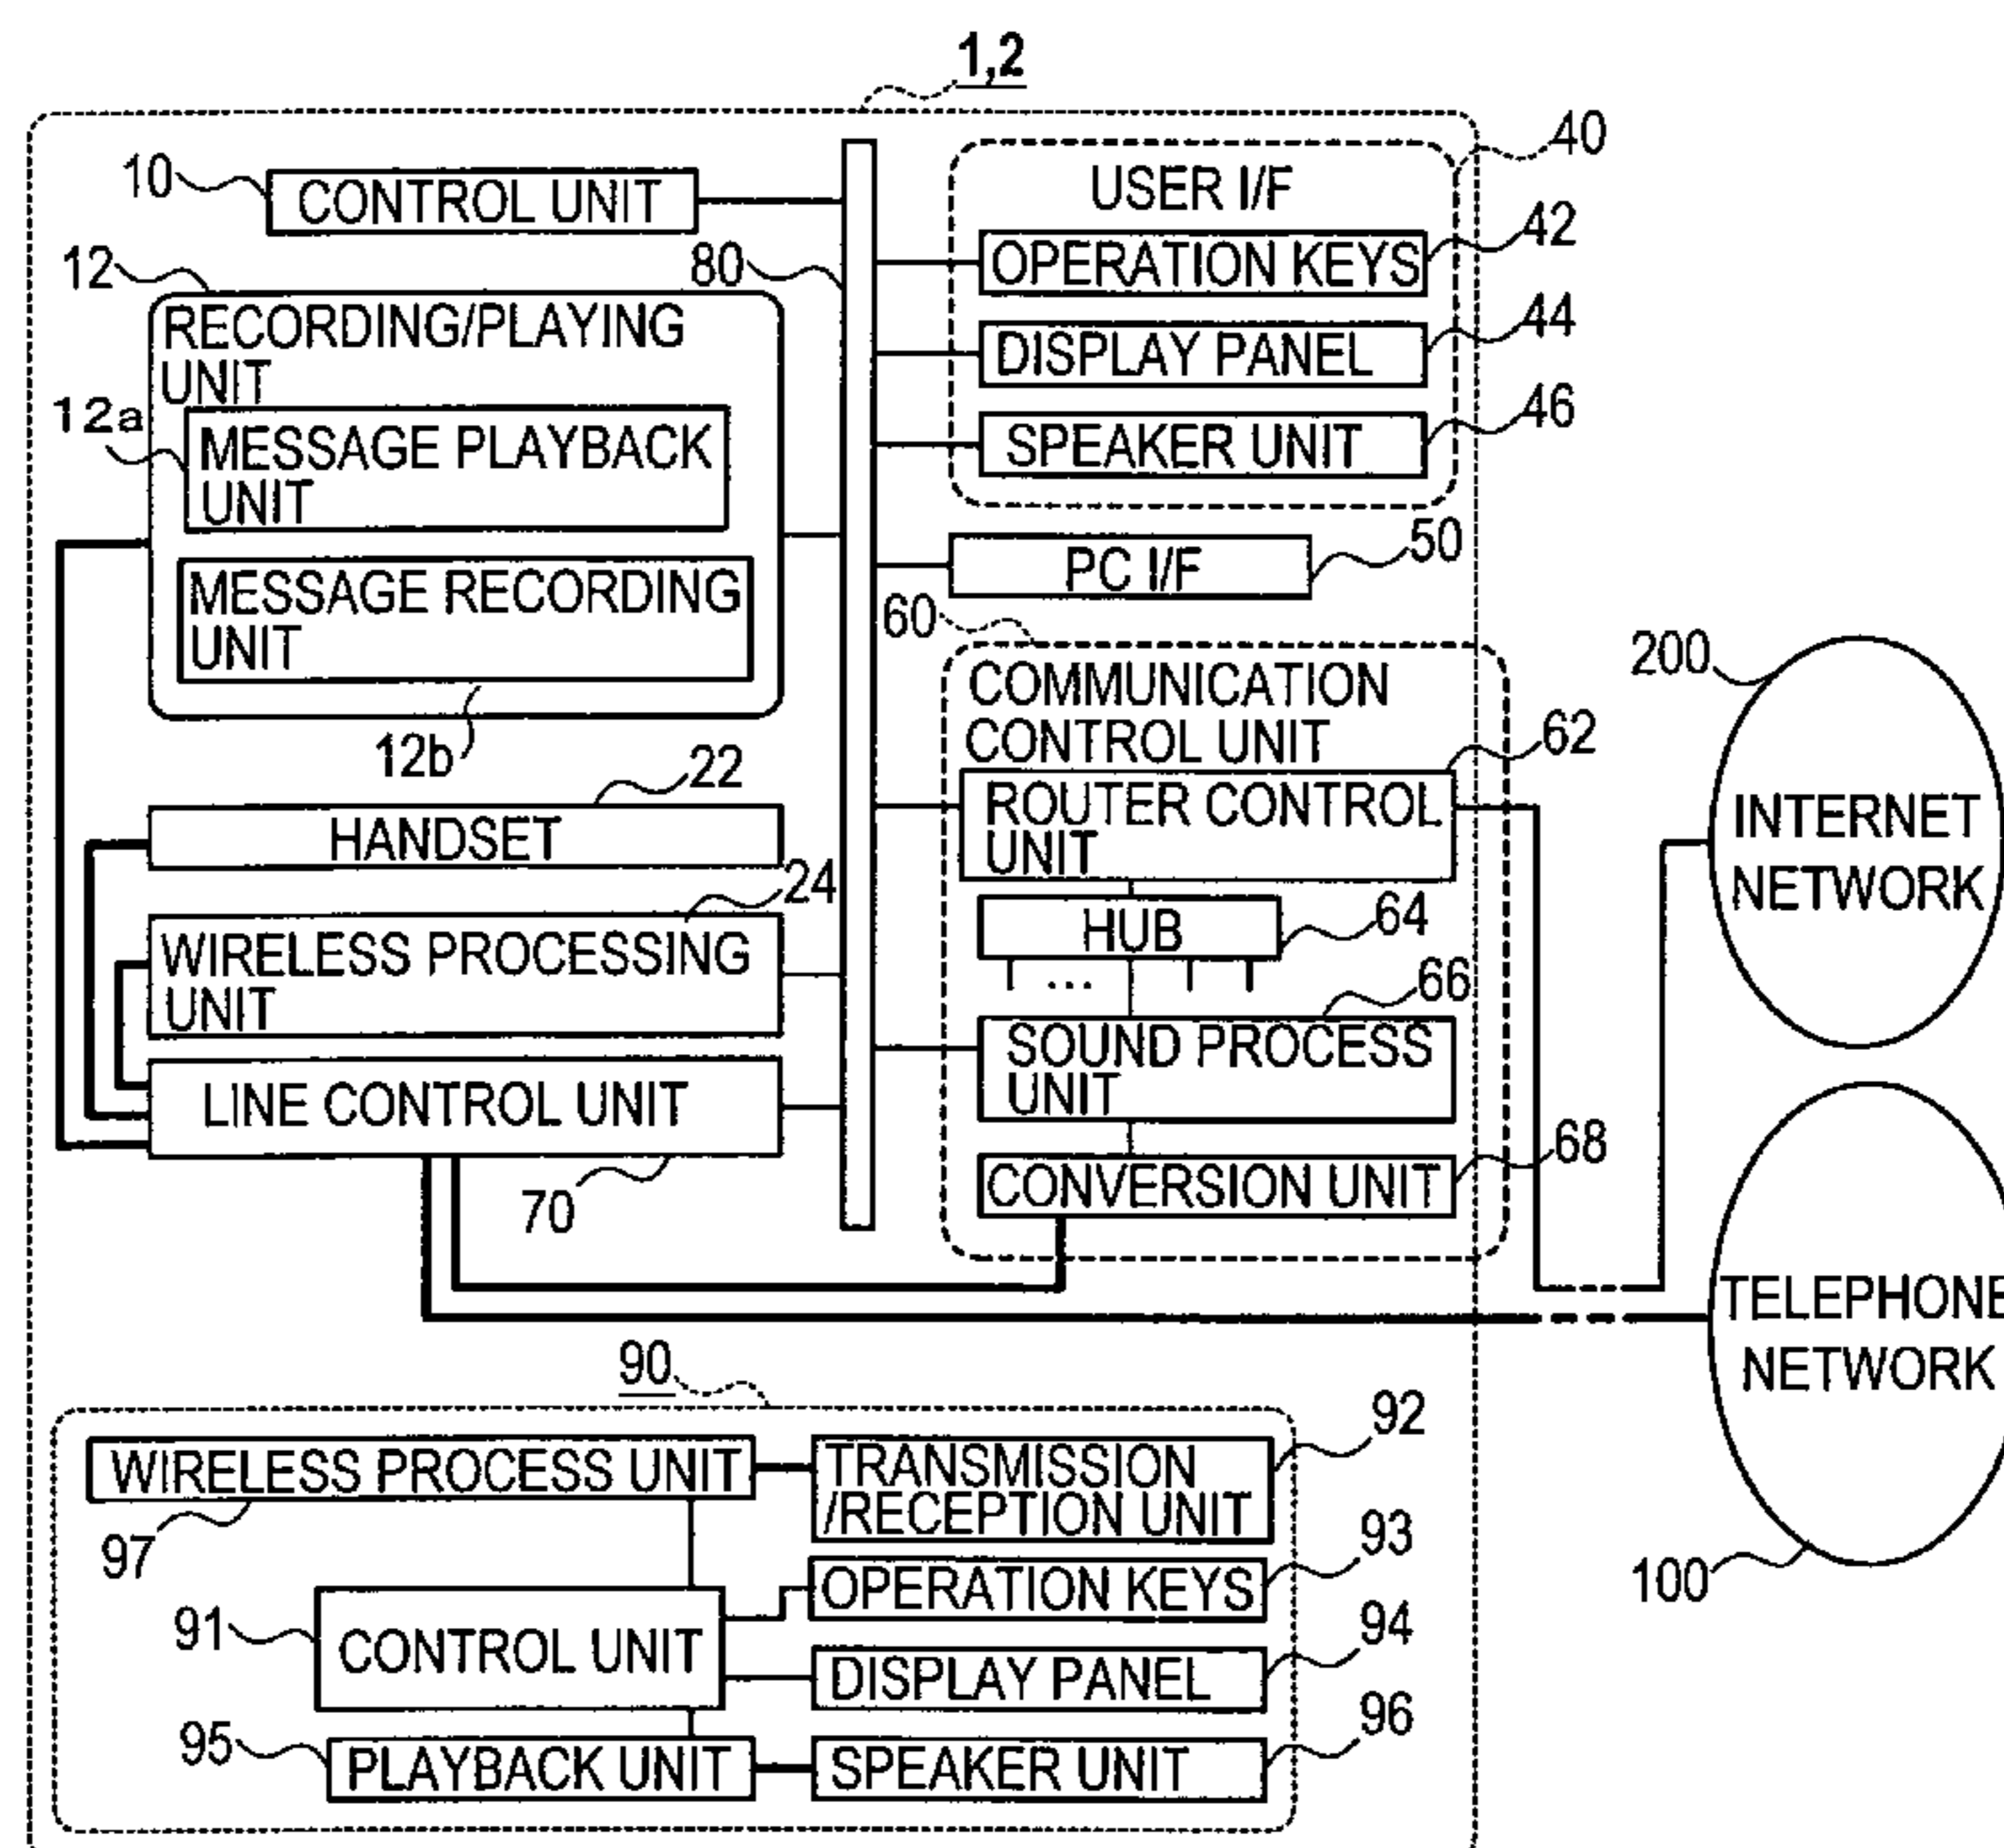 1,2
10
CONTROL UNIT
12
RECORDING/PLAYING
UNIT
12a
MESSAGE PLAYBACK
UNIT
MESSAGE RECORDING
UNIT
12b
80
40
USER I/F
OPERATION KEYS
42
DISPLAY PANEL
44
SPEAKER UNIT
46
PC I/F
50
60
COMMUNICATION
CONTROL UNIT
ROUTER CONTROL
UNIT
62
HUB
64
...
SOUND PROCESS
UNIT
66
CONVERSION UNIT
68
22
HANDSET
24
WIRELESS PROCESSING
UNIT
LINE CONTROL UNIT
70
200
INTERNET
NETWORK
TELEPHONE
NETWORK
100
90
WIRELESS PROCESS UNIT
97
TRANSMISSION
/RECEPTION UNIT
92
OPERATION KEYS
93
91
CONTROL UNIT
DISPLAY PANEL
94
95
PLAYBACK UNIT
SPEAKER UNIT
96